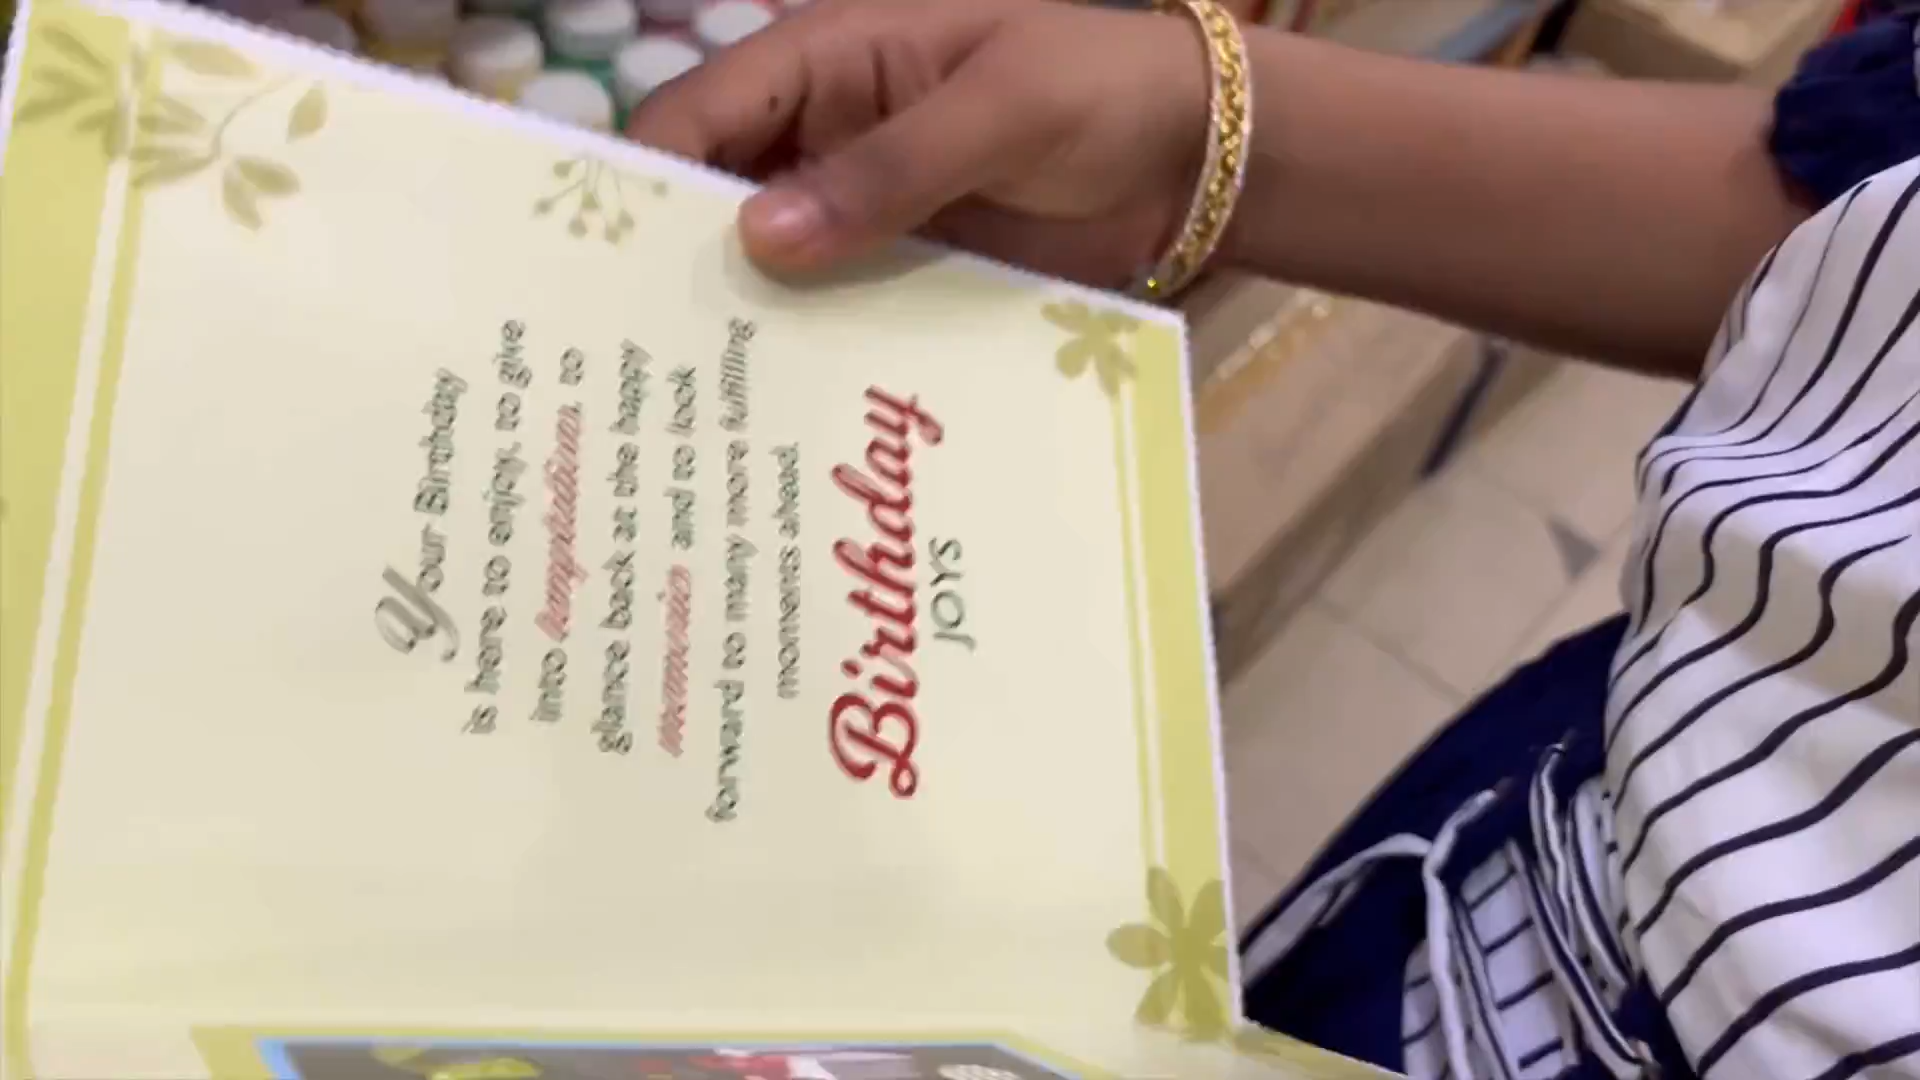 Your Birthday
is here to enjoy, to give
into temptation, to
glance back at the happy
memories and to look
forward to many more fulfilling
moments ahead.
Birthday
JOYS